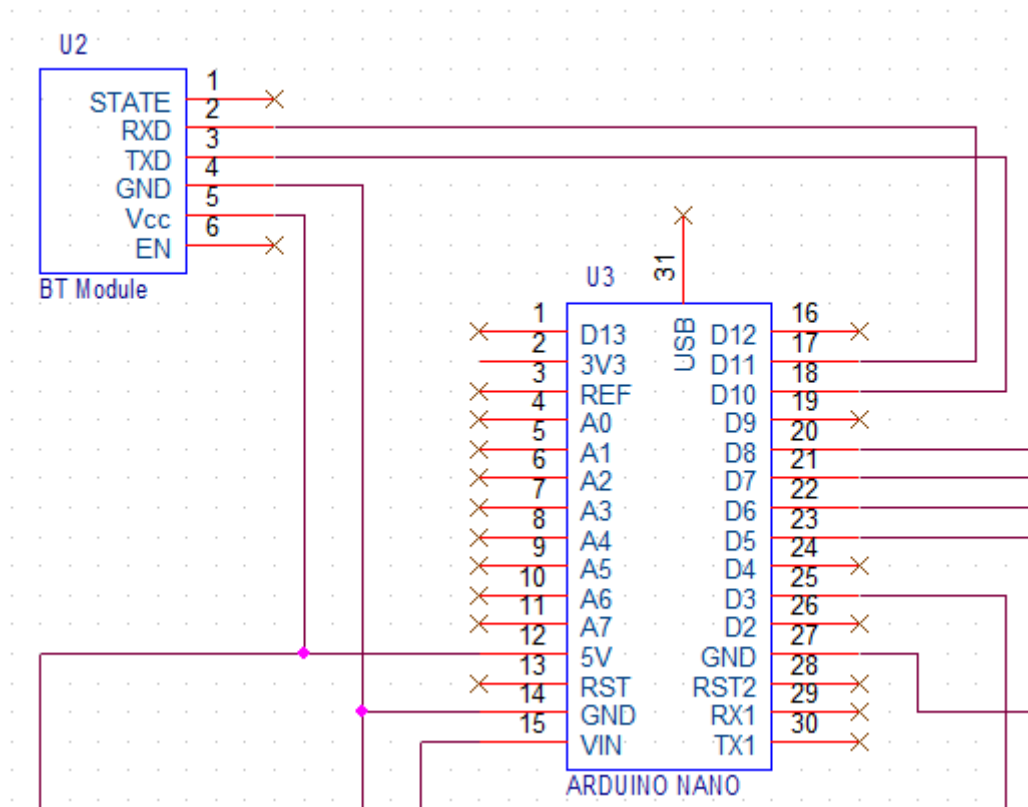 U2
1
STATE
2
RXD
3
TXD
4
GND
5
Vcc
6
EN
BT Module
U3
31
USB
1
D13
2
3V3
3
REF
4
A0
5
A1
6
A2
7
A3
8
A4
9
A5
10
A6
11
A7
12
5V
13
RST
14
GND
15
VIN
16
D12
17
D11
18
D10
19
D9
20
D8
21
D7
22
D6
23
D5
24
D4
25
D3
26
D2
27
GND
28
RST2
29
RX1
30
TX1
ARDUINO NANO